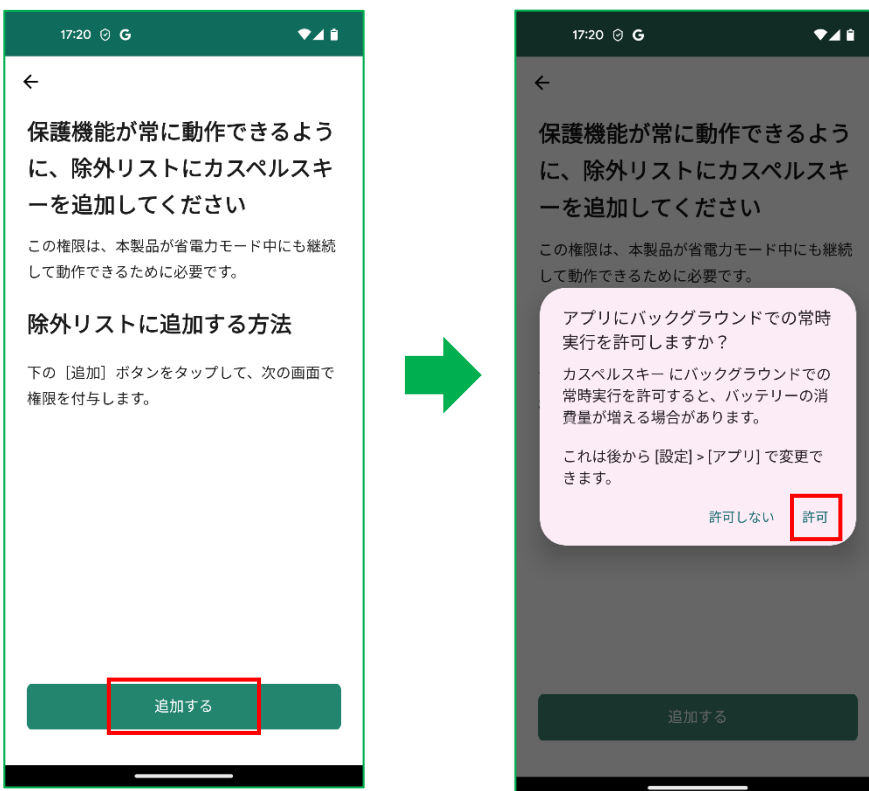 17:20 G
保護機能が常に動作できるよう
に、除外リストにカスペルスキ
ーを追加してください
この権限は、本製品が省電力モード中にも継続
して動作できるために必要です。
除外リストに追加する方法
下の［追加］ボタンをタップして、次の画面で
権限を付与します。
追加する
17:20 G
保護機能が常に動作できるよう
に、除外リストにカスペルスキ
ーを追加してください
この権限は、本製品が省電力モード中にも継続
して動作できるために必要です。
アプリにバックグラウンドでの常時
実行を許可しますか？
カスペルスキー にバックグラウンドでの
常時実行を許可すると、バッテリーの消
費量が増える場合があります。
これは後から [設定] > [アプリ] で変更で
きます。
許可しない 許可
追加する